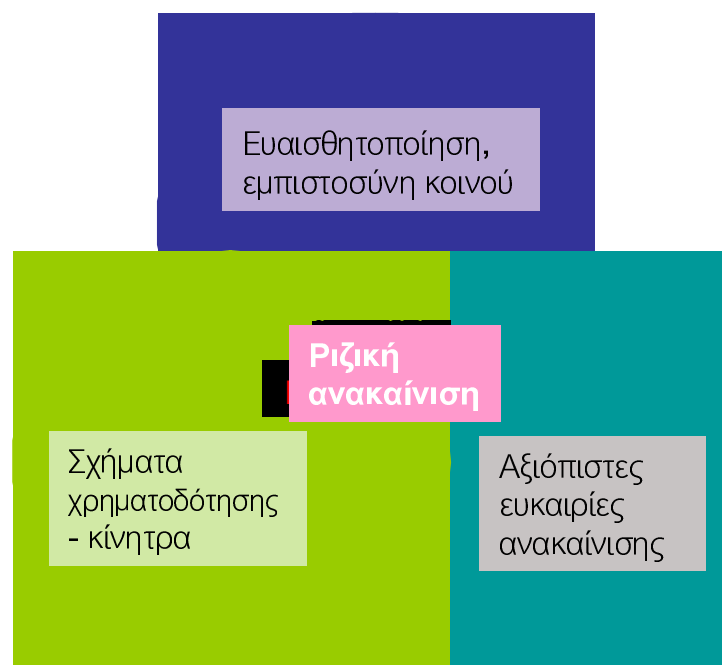 Ευαισθητοποίηση,
εμπιστοσύνη κοινού
Ριζική
ανακαίνιση
Σχήματα
χρηματοδότησης
- κίνητρα
Αξιόπιστες
ευκαιρίες
ανακαίνισης